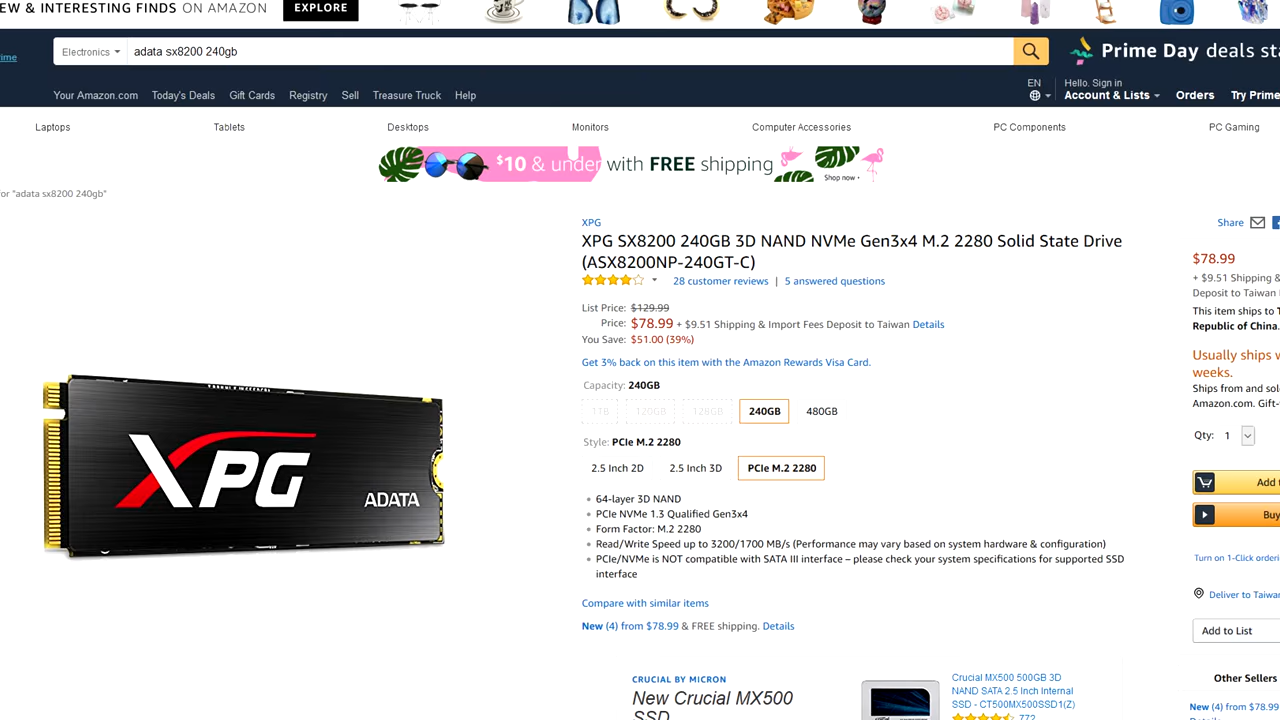 EW & INTERESTING FINDS ON AMAZON EXPLORE
Electronics adata sx8200 240gb Prime Day deals sta
ime
Your Amazon.com Today's Deals Gift Cards Registry Sell Treasure Truck Help EN Hello. Sign in Account & Lists Orders Try Prime
Laptops Tablets Desktops Monitors Computer Accessories PC Components PC Gaming
$10 & under with FREE shipping Shop now
or "adata sx8200 240gb"
XPG
XPG SX8200 240GB 3D NAND NVMe Gen3x4 M.2 2280 Solid State Drive
(ASX8200NP-240GT-C)
28 customer reviews | 5 answered questions
List Price: $129.99
Price: $78.99 + $9.51 Shipping & Import Fees Deposit to Taiwan Details
You Save: $51.00 (39%)
Get 3% back on this item with the Amazon Rewards Visa Card.
Capacity: 240GB
1TB 120GB 128GB 240GB 480GB
Style: PCIe M.2 2280
2.5 Inch 2D 2.5 Inch 3D PCIe M.2 2280
64-layer 3D NAND
PCIe NVMe 1.3 Qualified Gen3x4
Form Factor: M.2 2280
Read/Write Speed up to 3200/1700 MB/s (Performance may vary based on system hardware & configuration)
PCIe/NVMe is NOT compatible with SATA III interface – please check your system specifications for supported SSD
interface
Compare with similar items
New (4) from $78.99 & FREE shipping. Details
XPG
ADATA
CRUCIAL BY MICRON
New Crucial MX500
SSD
Crucial MX500 500GB 3D
NAND SATA 2.5 Inch Internal
SSD - CT500MX500SSD1(Z)
772
Share
$78.99
+ $9.51 Shipping &
Deposit to Taiwan
This item ships to T
Republic of China.
Usually ships w
weeks.
Ships from and sol
Amazon.com. Gift-
Qty: 1
Add t
Buy
Turn on 1-Click orderi
Deliver to Taiwa
Add to List
Other Sellers
New (4) from $78.99
Details